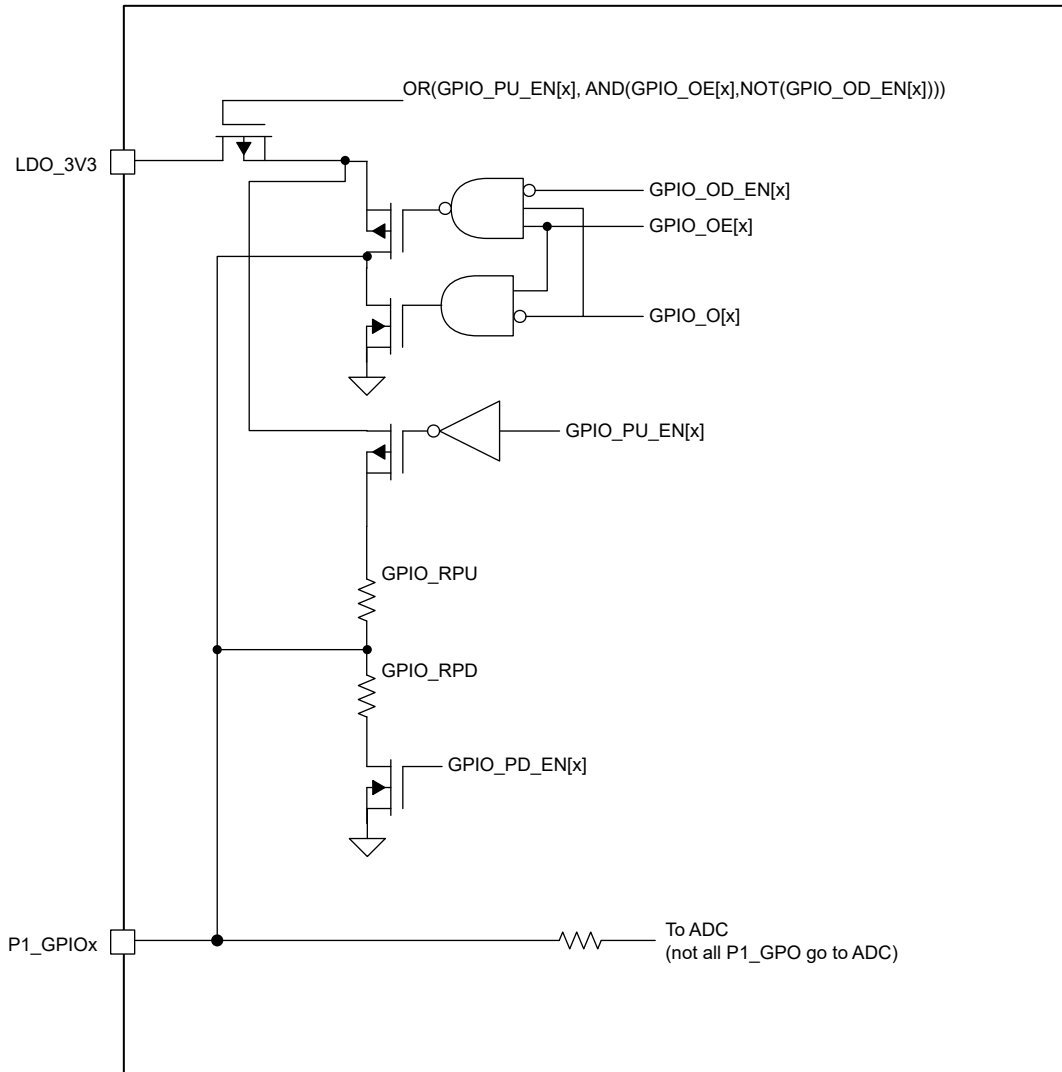 OR(GPIO_PU_EN[x], AND(GPIO_OE[x],NOT(GPIO_OD_EN[x])))
LDO_3V3
GPIO_OD_EN[x]
GPIO_OE[x]
GPIO_O[x]
GPIO_PU_EN[x]
GPIO_RPU
GPIO_RPD
GPIO_PD_EN[x]
P1_GPIOx
To ADC
(not all P1_GPO go to ADC)